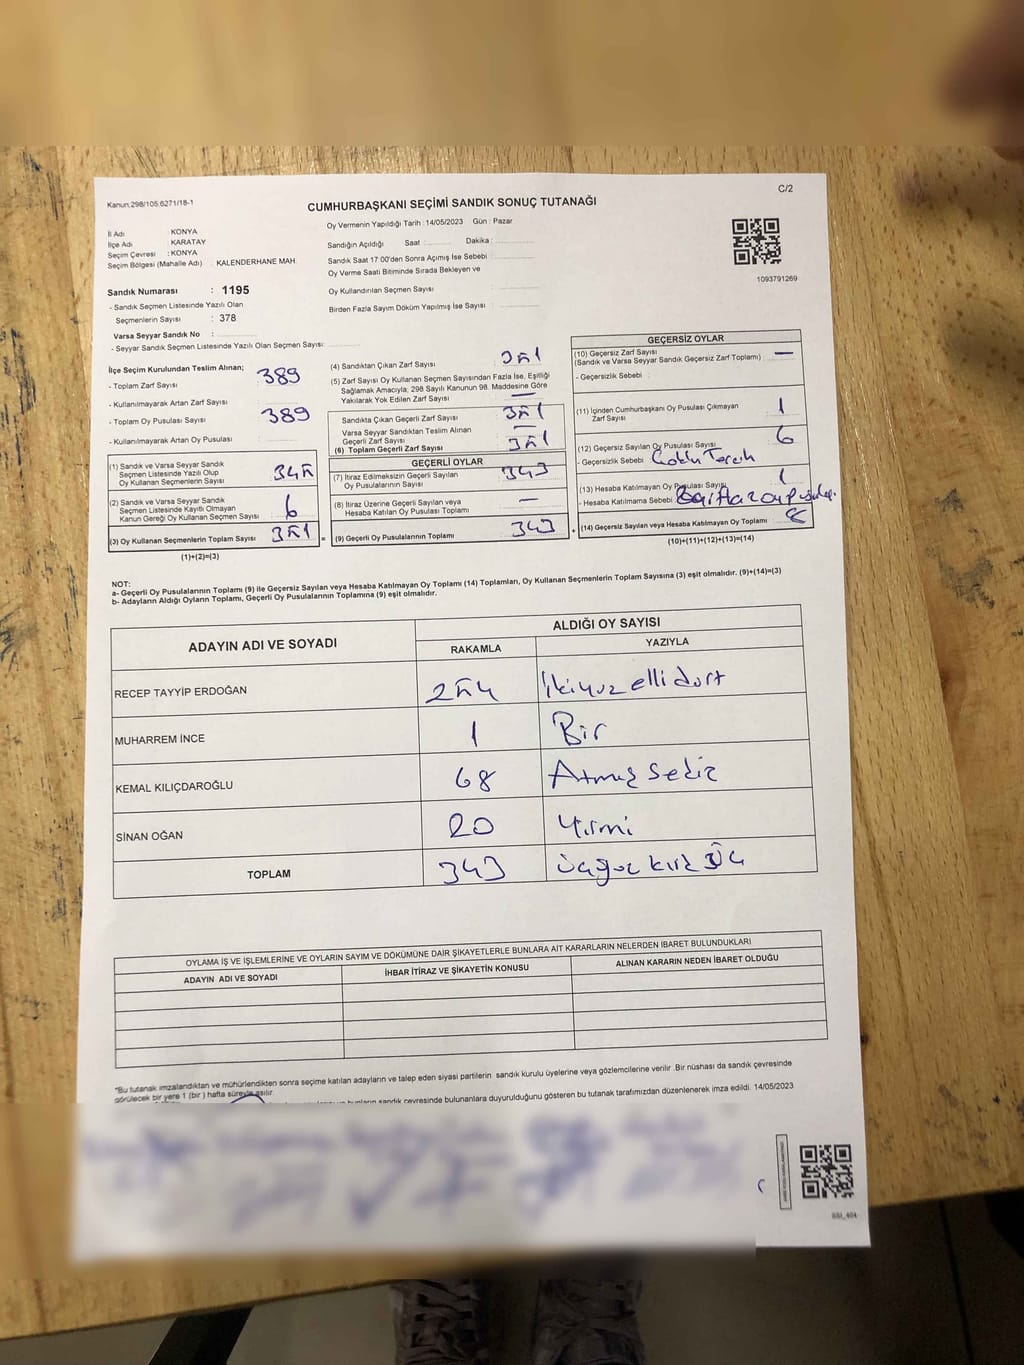 Kanun,298/105,6271/18-1
C/2
CUMHURBAŞKANI SEÇİMİ SANDIK SONUÇ TUTANAĞI
İl Adı : KONYA
İlçe Adı : KARATAY
Seçim Çevresi : KONYA
Seçim Bölgesi (Mahalle Adı) : KALENDERHANE MAH.
Sandık Numarası : 1195
- Sandık Seçmen Listesinde Yazılı Olan
Seçmenlerin Sayısı : 378
Varsa Seyyar Sandık No :
- Seyyar Sandık Seçmen Listesinde Yazılı Olan Seçmen Sayısı:
Oy Vermenin Yapıldığı Tarih : 14/05/2023 Gün : Pazar
Sandığın Açıldığı Saat : Dakika :
Sandık Saat 17:00'den Sonra Açımış İse Sebebi :
Oy Verme Saati Bitiminde Sırada Bekleyen ve
Oy Kullandırılan Seçmen Sayısı :
Birden Fazla Sayım Döküm Yapılmış İse Sayısı :
1093791269
İlçe Seçim Kurulundan Teslim Alınan;
- Toplam Zarf Sayısı : 389
- Kullanılmayarak Artan Zarf Sayısı :
- Toplam Oy Pusulası Sayısı : 389
- Kullanılmayarak Artan Oy Pusulası :
(1) Sandık ve Varsa Seyyar Sandık
Seçmen Listesinde Yazılı Olup
Oy Kullanan Seçmenlerin Sayısı : 345
(2) Sandık ve Varsa Seyyar Sandık
Seçmen Listesinde Kayıtlı Olmayan
Kanun Gereği Oy Kullanan Seçmen Sayısı : 6
(3) Oy Kullanan Seçmenlerin Toplam Sayısı : 351
(1)+(2)=(3)
(4) Sandıktan Çıkan Zarf Sayısı : 351
(5) Zarf Sayısı Oy Kullanan Seçmen Sayısından Fazla İse, Eşitliği
Sağlamak Amacıyla; 298 Sayılı Kanunun 98. Maddesine Göre
Yakılarak Yok Edilen Zarf Sayısı : —
Sandıkta Çıkan Geçerli Zarf Sayısı : 351
Varsa Seyyar Sandıktan Teslim Alınan
Geçerli Zarf Sayısı : —
(6) Toplam Geçerli Zarf Sayısı : 351
GEÇERLİ OYLAR
(7) İtiraz Edilmeksizin Geçerli Sayılan
Oy Pusulalarının Sayısı : 343
(8) İtiraz Üzerine Geçerli Sayılan veya
Hesaba Katılan Oy Pusulası Toplamı : —
(9) Geçerli Oy Pusulalarının Toplamı : 343
GEÇERSİZ OYLAR
(10) Geçersiz Zarf Sayısı
(Sandık ve Varsa Seyyar Sandık Geçersiz Zarf Toplamı) : —
- Geçersizlik Sebebi :
(11) İçinden Cumhurbaşkanı Oy Pusulası Çıkmayan
Zarf Sayısı : 1
(12) Geçersiz Sayılan Oy Pusulası Sayısı : 6
- Geçersizlik Sebebi : Çoklu Tercih
(13) Hesaba Katılmayan Oy Pusulası Sayısı : 1
- Hesaba Katılmama Sebebi :
(14) Geçersiz Sayılan veya Hesaba Katılmayan Oy Toplamı : 8
(10)+(11)+(12)+(13)=(14)
NOT:
a- Geçerli Oy Pusulalarının Toplamı (9) ile Geçersiz Sayılan veya Hesaba Katılmayan Oy Toplamı (14) Toplamları, Oy Kullanan Seçmenlerin Toplam Sayısına (3) eşit olmalıdır. (9)+(14)=(3)
b- Adayların Aldığı Oyların Toplamı, Geçerli Oy Pusulalarının Toplamına (9) eşit olmalıdır.
ADAYIN ADI VE SOYADI
ALDIĞI OY SAYISI
RAKAMLA YAZIYLA
RECEP TAYYİP ERDOĞAN 254 İkiyüz elli dört
MUHARREM İNCE 1 Bir
KEMAL KILIÇDAROĞLU 68 Atmış Sekiz
SİNAN OĞAN 20 Yirmi
TOPLAM 343 üçyüz kırk üç
OYLAMA İŞ VE İŞLEMLERİNE VE OYLARIN SAYIM VE DÖKÜMÜNE DAİR ŞİKAYETLERLE BUNLARA AİT KARARLARIN NELERDEN İBARET BULUNDUKLARI
ADAYIN ADI VE SOYADI İHBAR İTİRAZ VE ŞİKAYETİN KONUSU ALINAN KARARIN NEDEN İBARET OLDUĞU
*Bu tutanak imzalandıktan ve mühürlendikten sonra seçime katılan adayların ve talep eden siyasi partilerin sandık kurulu üyelerine veya gözlemcilerine verilir. Bir nüshası da sandık çevresinde
görülecek bir yere 1 (bir) hafta süreyle asılır.
bunların sandık çevresinde bulunanlara duyurulduğunu gösteren bu tutanak tarafımızdan düzenlenerek imza edildi. 14/05/2023